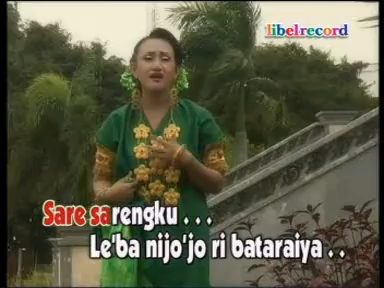 libelrecord
Sare sarengku . . .
Le'ba nijo'jo ri bataraiya . .